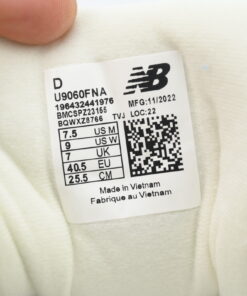 D
U9060FNA
196432441976
BMCSPZ23165
BQWXZ8766 TVJ
NB
MFG:11/2022
LOC:22
7.5 US M
9 US W
7 UK
40.5 EU
25.5 CM
Made in Vietnam
Fabriqué au Vietnam